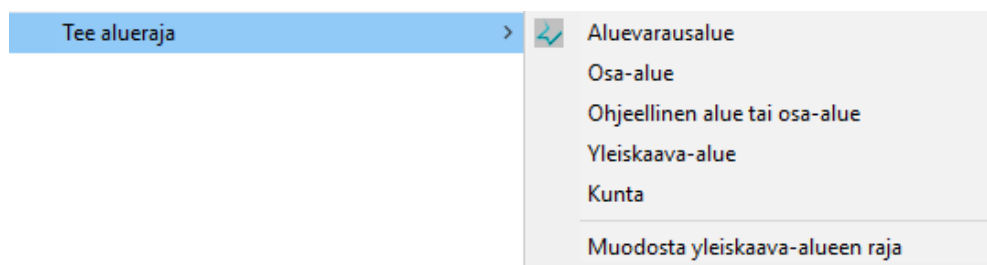 Tee alueraja
Aluevarausalue
Osa-alue
Ohjeellinen alue tai osa-alue
Yleiskaava-alue
Kunta
Muodosta yleiskaava-alueen raja